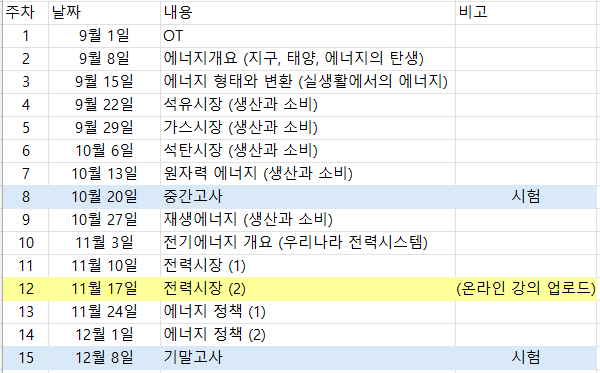 주차 날짜 내용 비고
1 9월 1일 OT
2 9월 8일 에너지개요 (지구, 태양, 에너지의 탄생)
3 9월 15일 에너지 형태와 변환 (실생활에서의 에너지)
4 9월 22일 석유시장 (생산과 소비)
5 9월 29일 가스시장 (생산과 소비)
6 10월 6일 석탄시장 (생산과 소비)
7 10월 13일 원자력 에너지 (생산과 소비)
8 10월 20일 중간고사 시험
9 10월 27일 재생에너지 (생산과 소비)
10 11월 3일 전기에너지 개요 (우리나라 전력시스템)
11 11월 10일 전력시장 (1)
12 11월 17일 전력시장 (2) (온라인 강의 업로드)
13 11월 24일 에너지 정책 (1)
14 12월 1일 에너지 정책 (2)
15 12월 8일 기말고사 시험